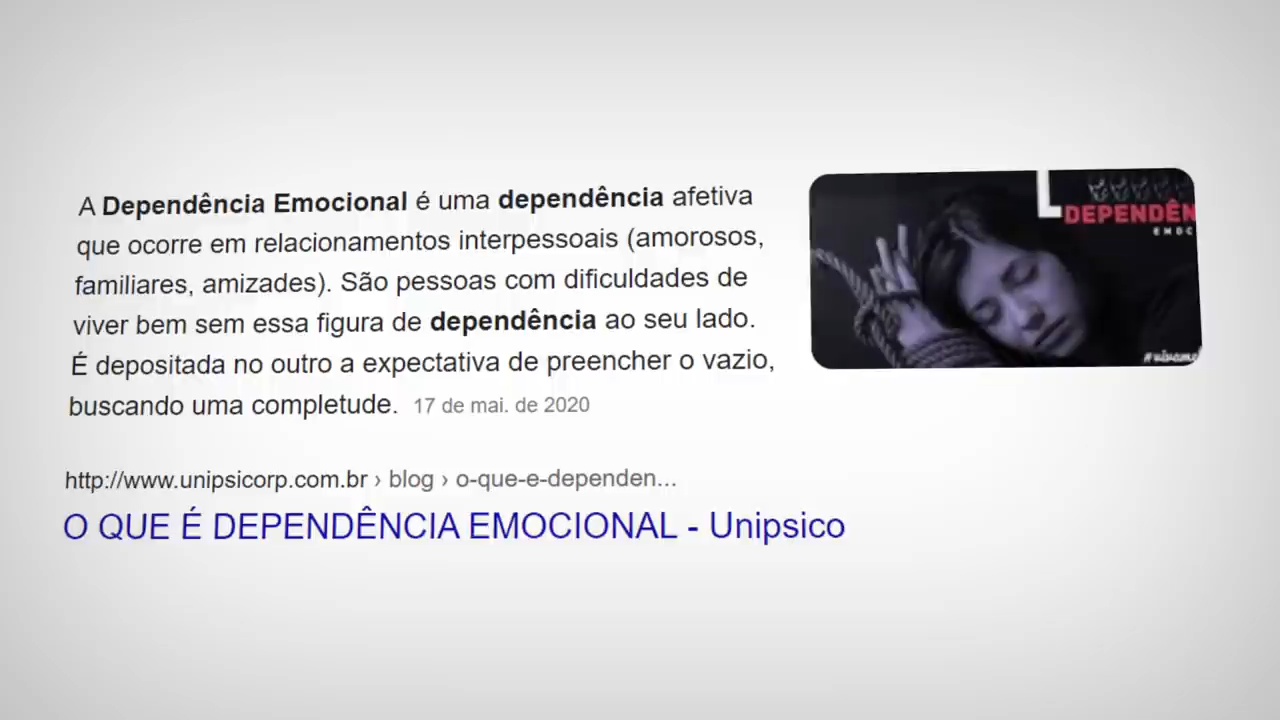 A Dependência Emocional é uma dependência afetiva
que ocorre em relacionamentos interpessoais (amorosos,
familiares, amizades). São pessoas com dificuldades de
viver bem sem essa figura de dependência ao seu lado.
É depositada no outro a expectativa de preencher o vazio,
buscando uma completude. 17 de mai. de 2020
http://www.unipsicorp.com.br › blog › o-que-e-dependen...
O QUE É DEPENDÊNCIA EMOCIONAL - Unipsico
DEPENDÊN
EMOC